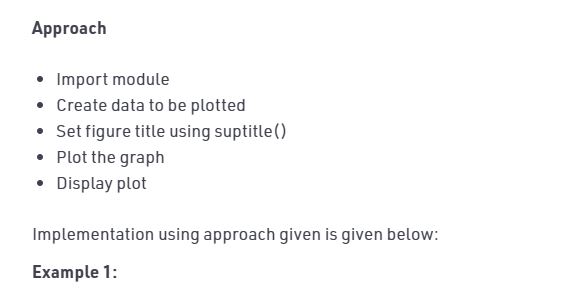 Approach
• Import module
• Create data to be plotted
• Set figure title using suptitle()
• Plot the graph
• Display plot
Implementation using approach given is given below:
Example 1: